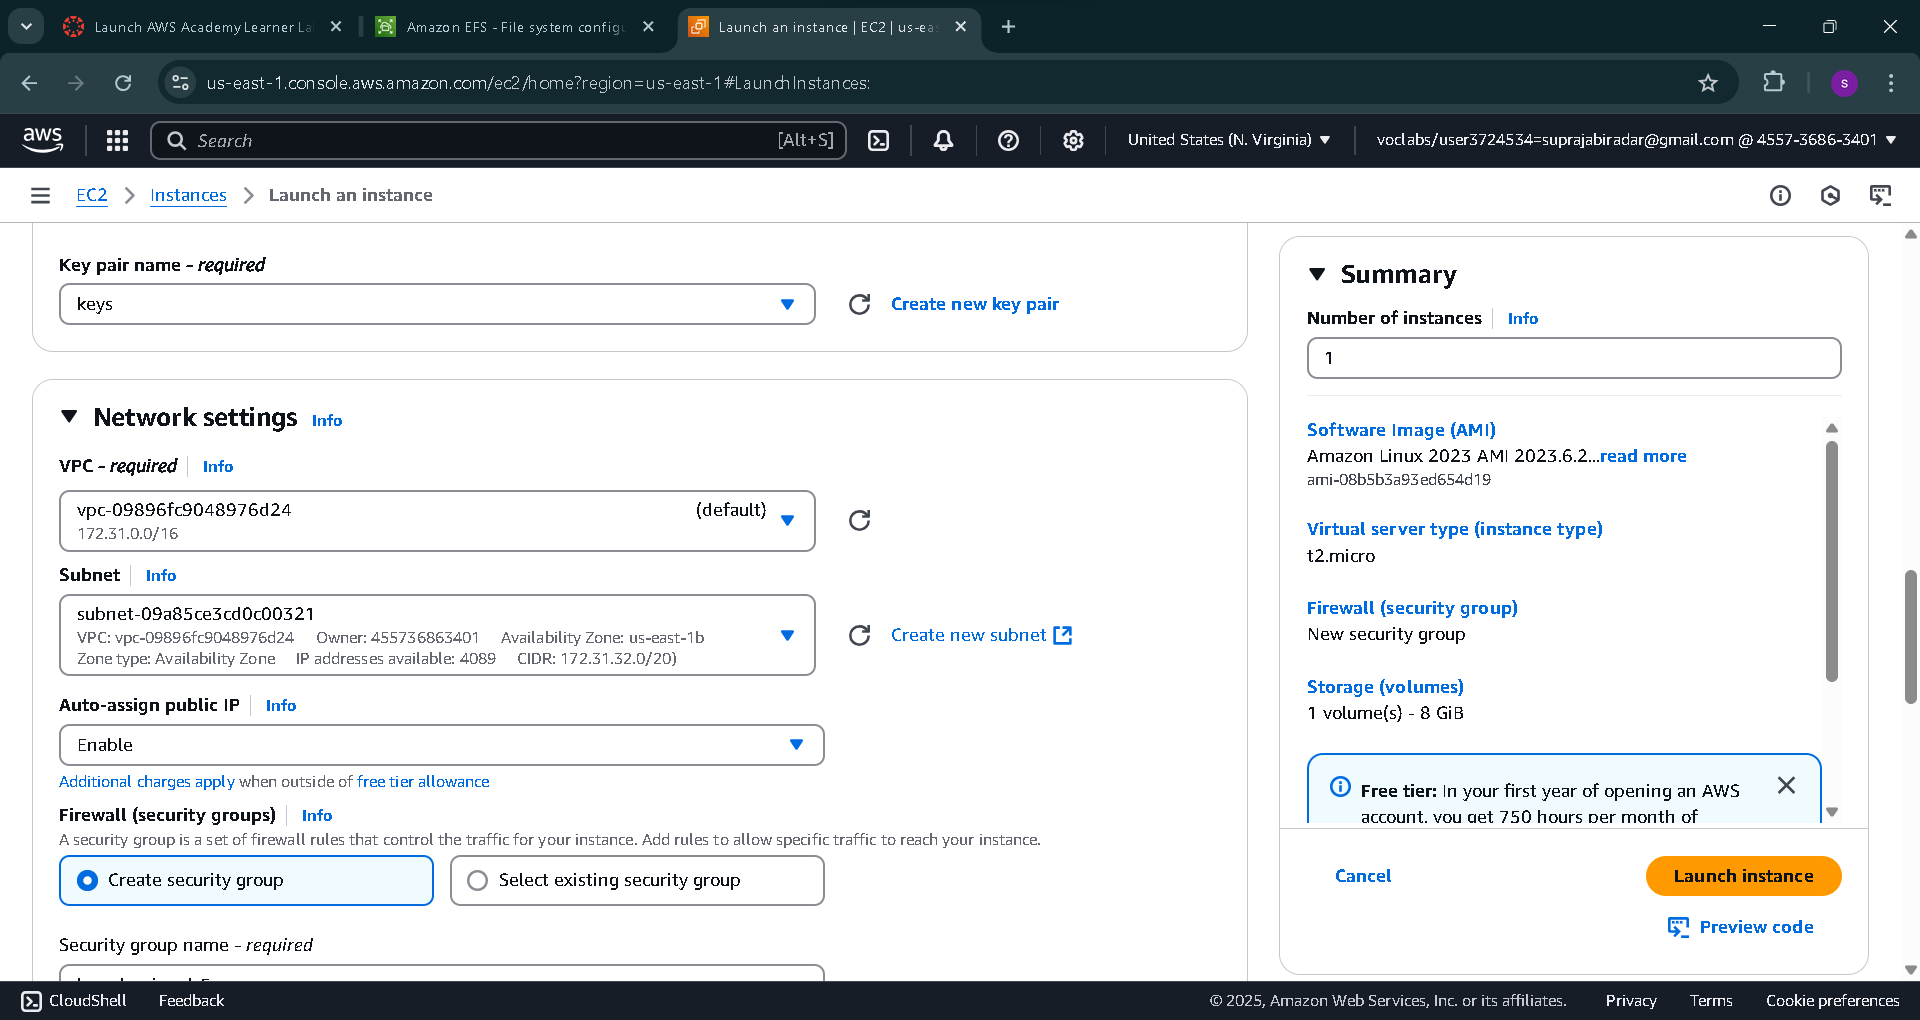 Launch AWS Academy Learner La
Amazon EFS - File system configu
Launch an instance | EC2 | us-eas
us-east-1.console.aws.amazon.com/ec2/home?region=us-east-1#LaunchInstances:
s
aws
Search
[Alt+S]
United States (N. Virginia)
voclabs/user3724534=suprajabiradar@gmail.com @ 4557-3686-3401
EC2
Instances
Launch an instance
Key pair name - required
keys
Create new key pair
Network settings Info
VPC - required Info
vpc-09896fc9048976d24 (default)
172.31.0.0/16
Subnet Info
subnet-09a85ce3cd0c00321
VPC: vpc-09896fc9048976d24 Owner: 455736863401 Availability Zone: us-east-1b
Zone type: Availability Zone IP addresses available: 4089 CIDR: 172.31.32.0/20)
Create new subnet
Auto-assign public IP Info
Enable
Additional charges apply when outside of free tier allowance
Firewall (security groups) Info
A security group is a set of firewall rules that control the traffic for your instance. Add rules to allow specific traffic to reach your instance.
Create security group
Select existing security group
Security group name - required
Summary
Number of instances Info
1
Software Image (AMI)
Amazon Linux 2023 AMI 2023.6.2...read more
ami-08b5b3a93ed654d19
Virtual server type (instance type)
t2.micro
Firewall (security group)
New security group
Storage (volumes)
1 volume(s) - 8 GiB
Free tier: In your first year of opening an AWS
account, you get 750 hours per month of
Cancel
Launch instance
Preview code
CloudShell
Feedback
© 2025, Amazon Web Services, Inc. or its affiliates.
Privacy
Terms
Cookie preferences